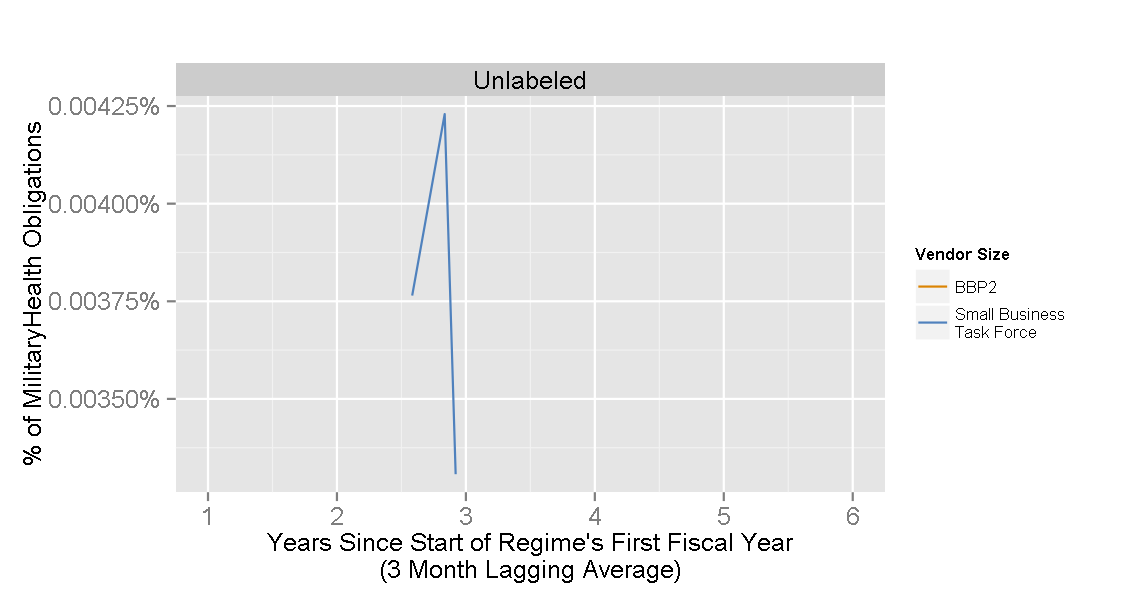 Unlabeled
% of MilitaryHealth Obligations
0.00425%
0.00400%
0.00375%
0.00350%
1 2 3 4 5 6
Years Since Start of Regime's First Fiscal Year
(3 Month Lagging Average)
Vendor Size
BBP2
Small Business
Task Force